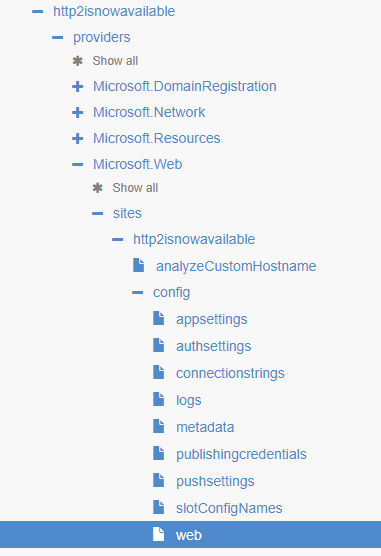 http2isnowavailable
providers
Show all
Microsoft.DomainRegistration
Microsoft.Network
Microsoft.Resources
Microsoft.Web
Show all
sites
http2isnowavailable
analyzeCustomHostname
config
appsettings
authsettings
connectionstrings
logs
metadata
publishingcredentials
pushsettings
slotConfigNames
web